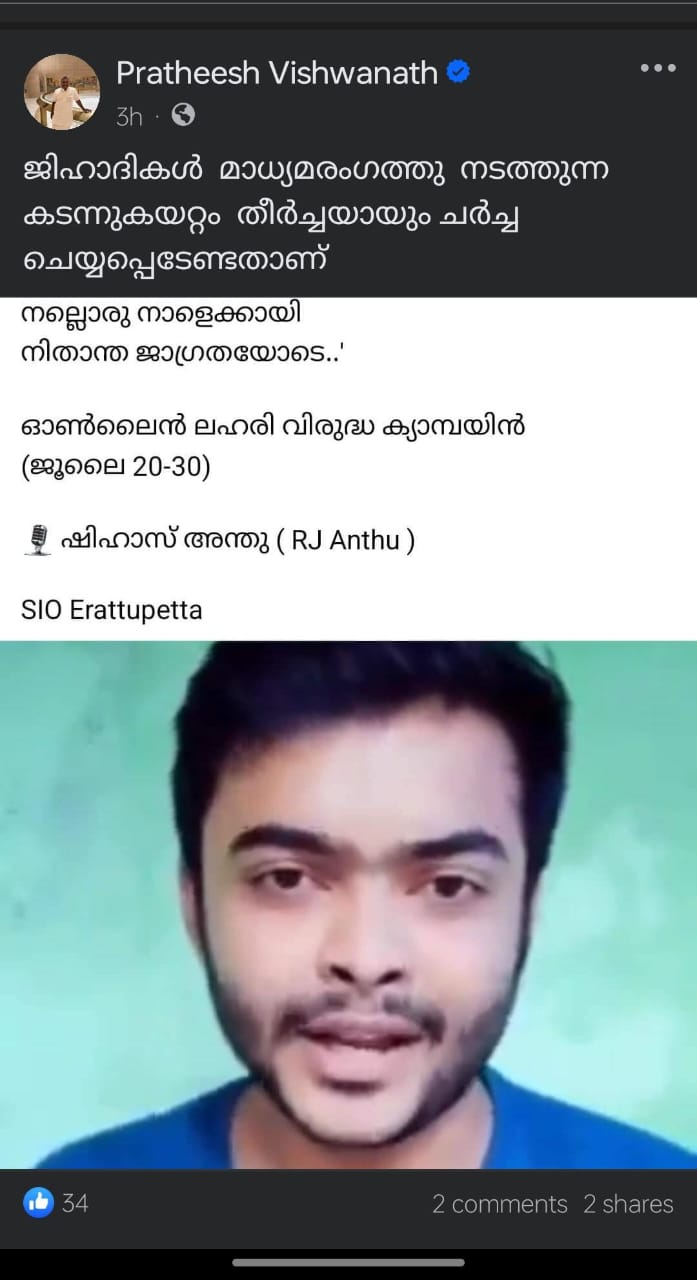 Pratheesh Vishwanath
3h ·
ജിഹാദികൾ മാധ്യമരംഗത്തു നടത്തുന്ന
കടന്നുകയറ്റം തീർച്ചയായും ചർച്ച
ചെയ്യപ്പെടേണ്ടതാണ്
നല്ലൊരു നാളെക്കായി
നിതാന്ത ജാഗ്രതയോടെ..'
ഓൺലൈൻ ലഹരി വിരുദ്ധ ക്യാമ്പയിൻ
(ജൂലൈ 20-30)
🎙️ ഷിഹാസ് അന്തു ( RJ Anthu )
SIO Erattupetta
34
2 comments 2 shares